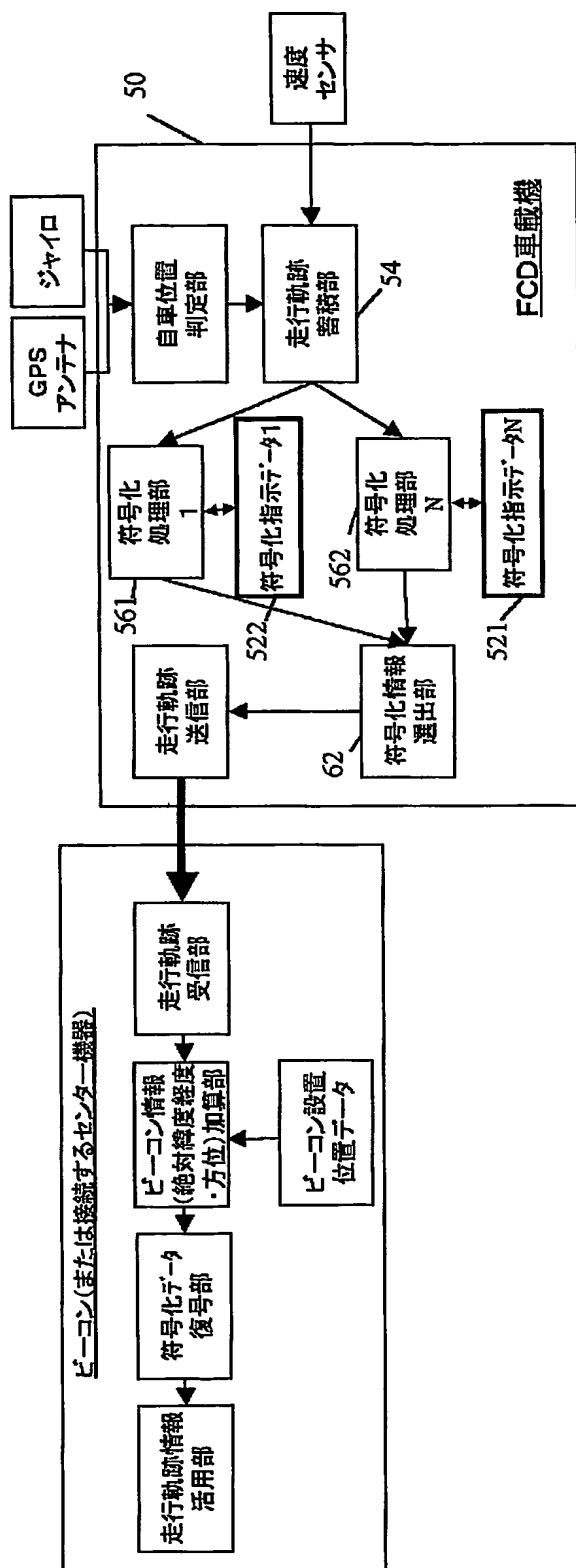 ビーコン(または接続するセンター機器)
走行軌跡情報
活用部
符号化データ
復号部
ビーコン情報
(絶対緯度経度
・方位)加算部
走行軌跡
受信部
ビーコン設置
位置データ
GPS
アンテナ
ジャイロ
50
速度
センサ
自車位置
判定部
走行軌跡
蓄積部
54
符号化
処理部
1
561
符号化指示データ1
522
符号化
処理部
N
562
符号化指示データN
521
走行軌跡
送信部
符号化情報
選出部
62
FCD車載機